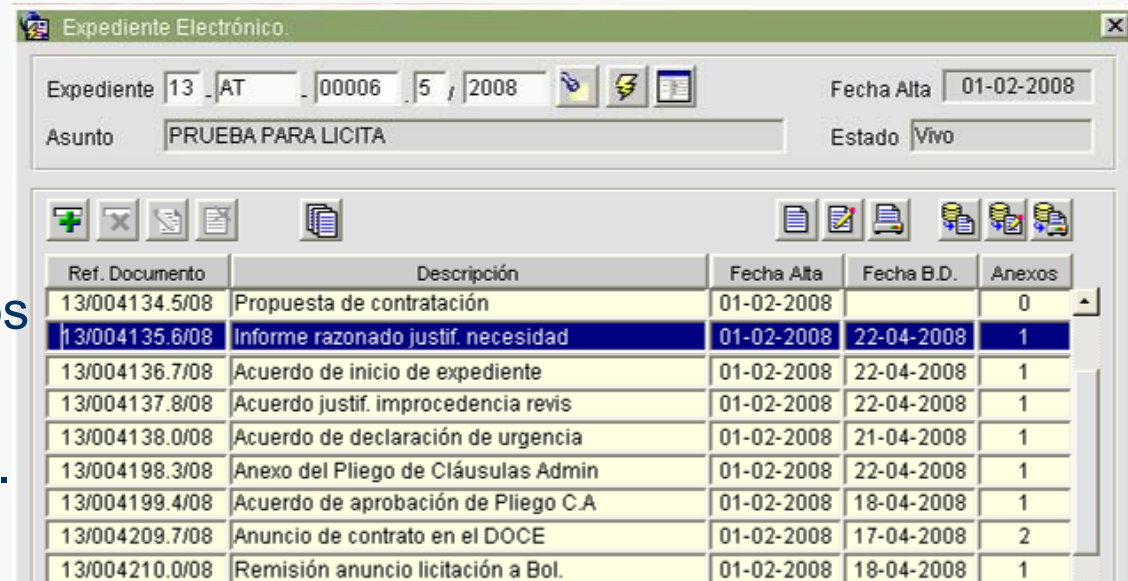 Expediente Electrónico.
Expediente 13 - AT - 00006 . 5 / 2008 Fecha Alta 01-02-2008
Asunto PRUEBA PARA LICITA Estado Vivo
Ref. Documento Descripción Fecha Alta Fecha B.D. Anexos
13/004134.5/08 Propuesta de contratación 01-02-2008 0
os
13/004135.6/08 Informe razonado justif. necesidad 01-02-2008 22-04-2008 1
13/004136.7/08 Acuerdo de inicio de expediente 01-02-2008 22-04-2008 1
13/004137.8/08 Acuerdo justif. improcedencia revis 01-02-2008 22-04-2008 1
13/004138.0/08 Acuerdo de declaración de urgencia 01-02-2008 21-04-2008 1
13/004198.3/08 Anexo del Pliego de Cláusulas Admin 01-02-2008 22-04-2008 1
.
13/004199.4/08 Acuerdo de aprobación de Pliego C.A 01-02-2008 18-04-2008 1
13/004209.7/08 Anuncio de contrato en el DOCE 01-02-2008 17-04-2008 2
13/004210.0/08 Remisión anuncio licitación a Bol. 01-02-2008 18-04-2008 1